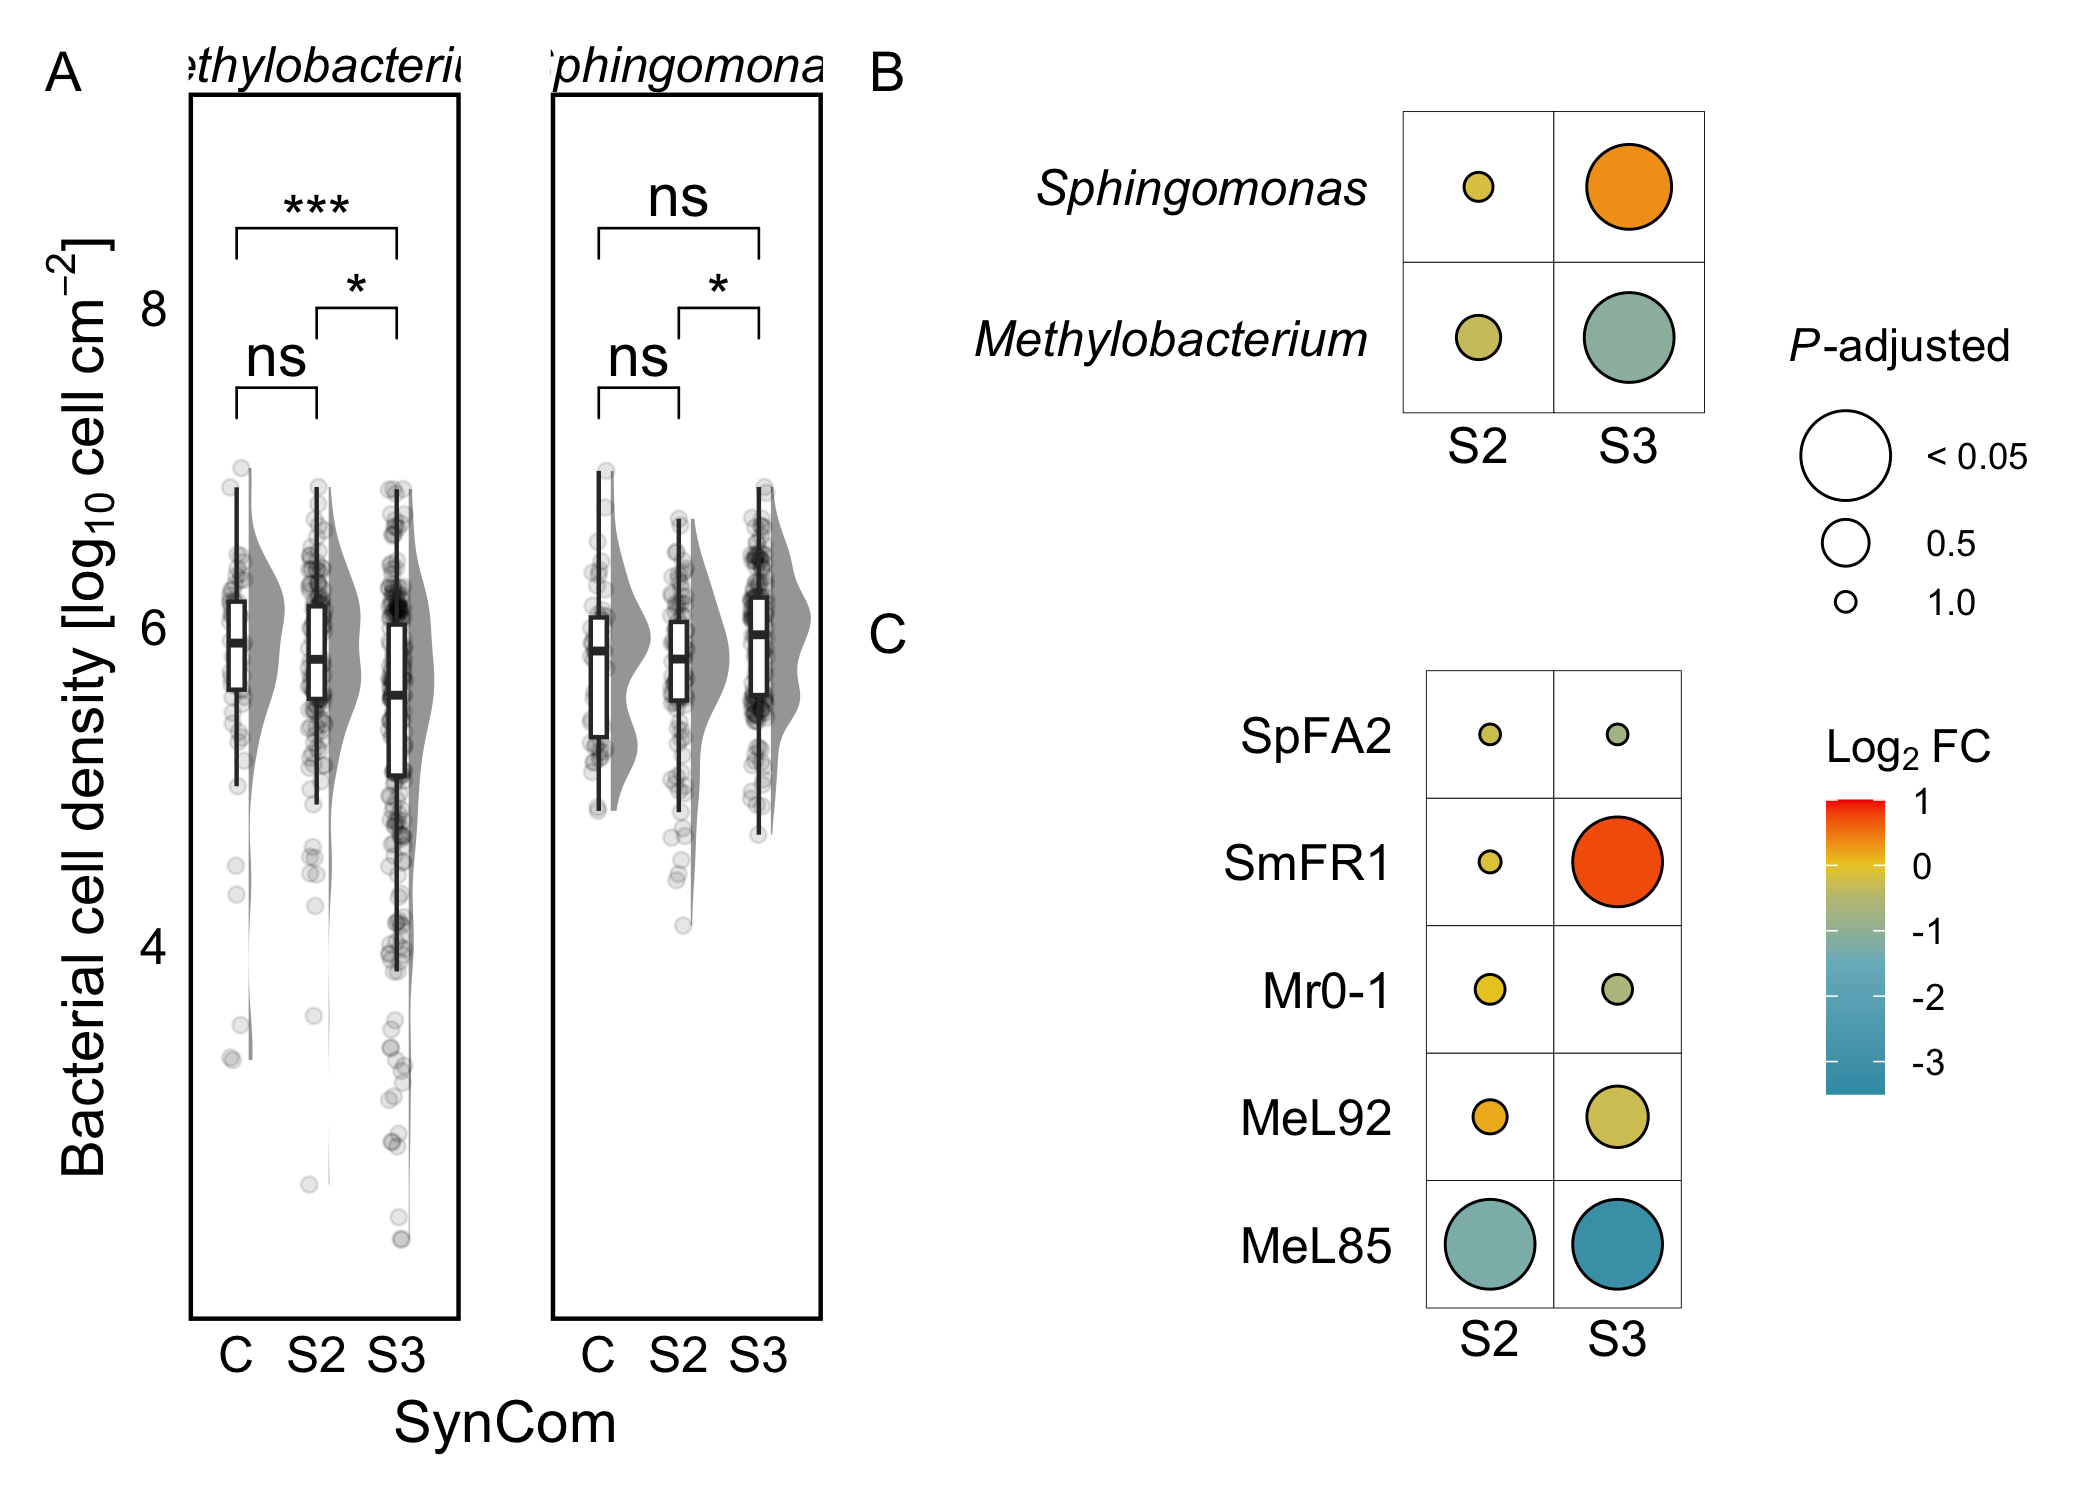 A
ethylobacteriu
phingomona
B
***
ns
*
*
ns
ns
Bacterial cell density [log10 cell cm−2]
8
6
4
C
S2
S3
C
S2
S3
SynCom
Sphingomonas
Methylobacterium
S2
S3
P-adjusted
< 0.05
0.5
1.0
C
SpFA2
SmFR1
Mr0-1
MeL92
MeL85
S2
S3
Log2 FC
1
0
-1
-2
-3